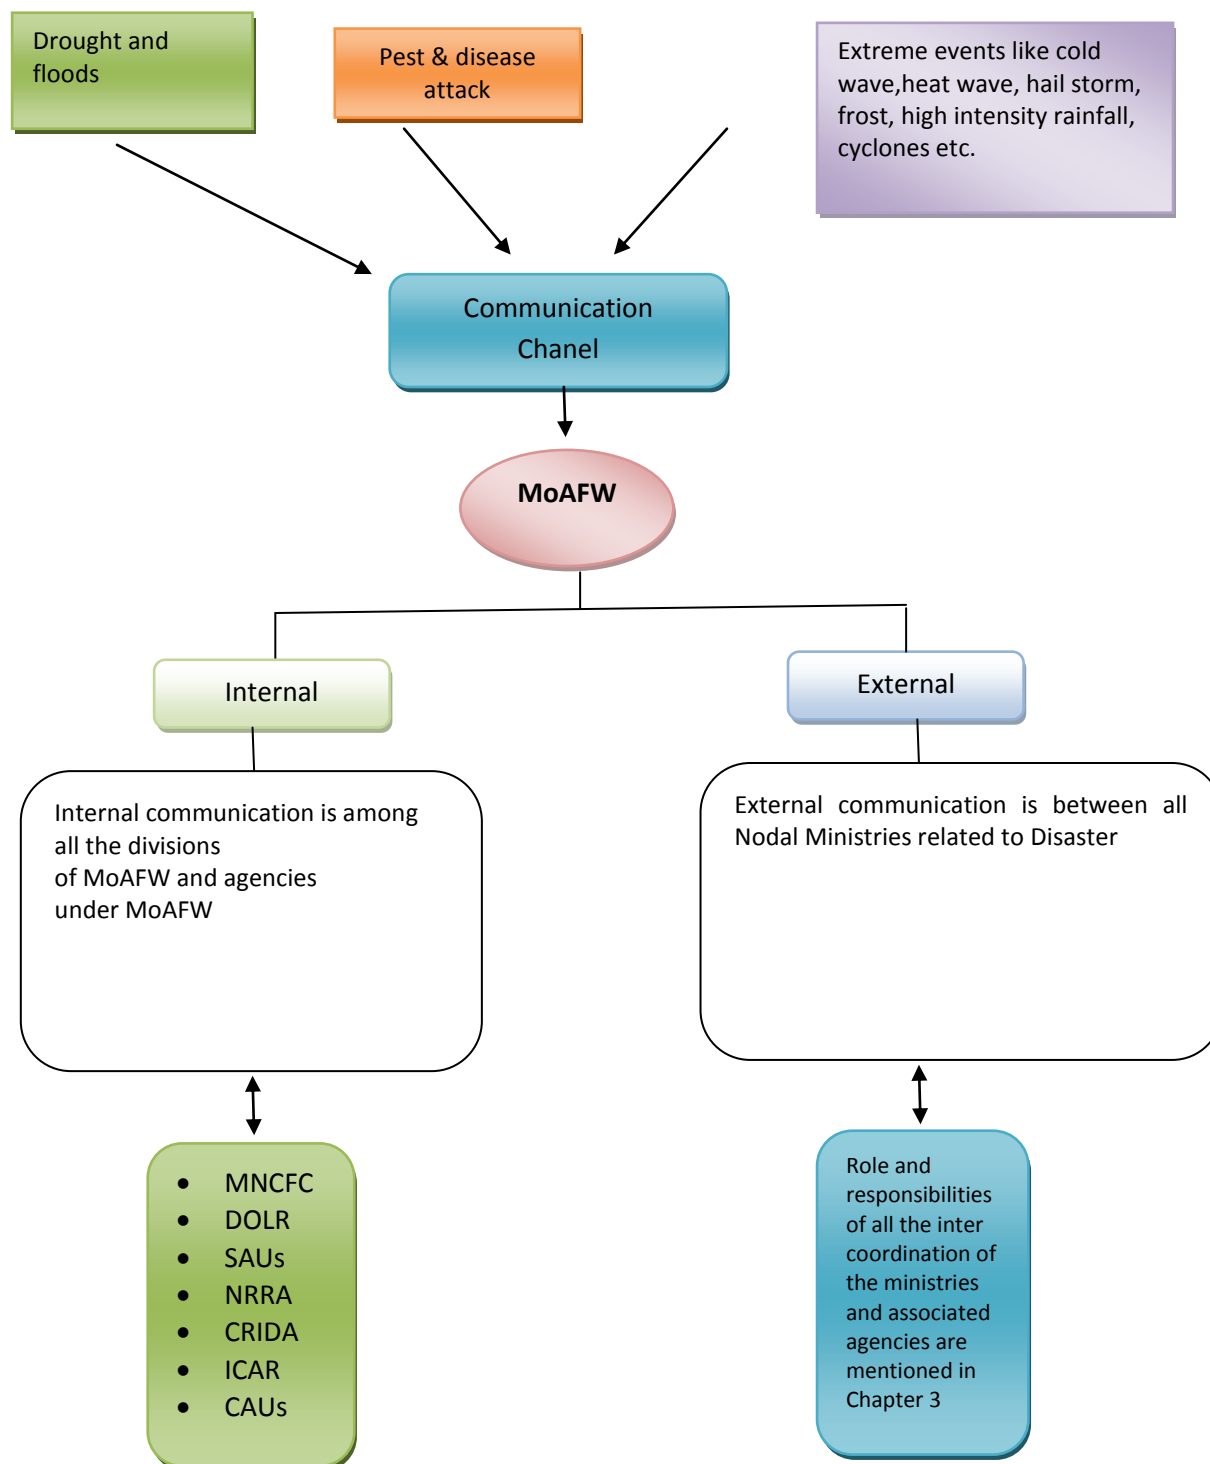 Drought and
floods
Pest & disease
attack
Extreme events like cold
wave,heat wave, hail storm,
frost, high intensity rainfall,
cyclones etc.
Communication
Chanel
MoAFW
Internal
External
Internal communication is among
all the divisions
of MoAFW and agencies
under MoAFW
External communication is between all
Nodal Ministries related to Disaster
• MNCFC
• DOLR
• SAUs
• NRRA
• CRIDA
• ICAR
• CAUs
Role and
responsibilities
of all the inter
coordination of
the ministries
and associated
agencies are
mentioned in
Chapter 3